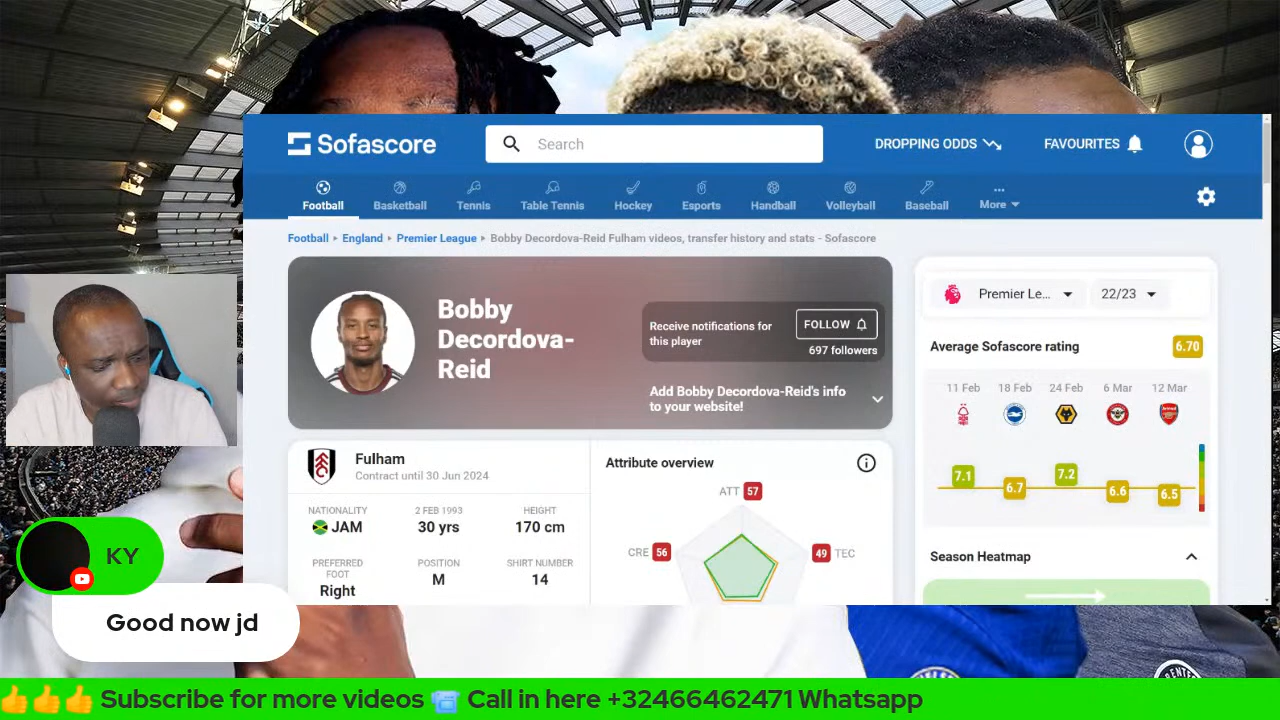 Sofascore
Search
DROPPING ODDS
FAVOURITES
Football
Basketball
Tennis
Table Tennis
Hockey
Esports
Handball
Volleyball
Baseball
More
Football
England
Premier League
Bobby Decordova-Reid Fulham videos, transfer history and stats - Sofascore
Bobby
Decordova-
Reid
Receive notifications for
this player
FOLLOW
697 followers
Add Bobby Decordova-Reid's info
to your website!
Premier Le...
22/23
Average Sofascore rating
6.70
11 Feb
18 Feb
24 Feb
6 Mar
12 Mar
7.1
6.7
7.2
6.6
6.5
Season Heatmap
Fulham
Contract until 30 Jun 2024
NATIONALITY
JAM
2 FEB 1993
30 yrs
HEIGHT
170 cm
PREFERRED
FOOT
Right
POSITION
M
SHIRT NUMBER
14
Attribute overview
ATT 57
CRE 56
49 TEC
KY
Good now jd
👍👍👍 Subscribe for more videos 📹 Call in here +32466462471 Whatsapp